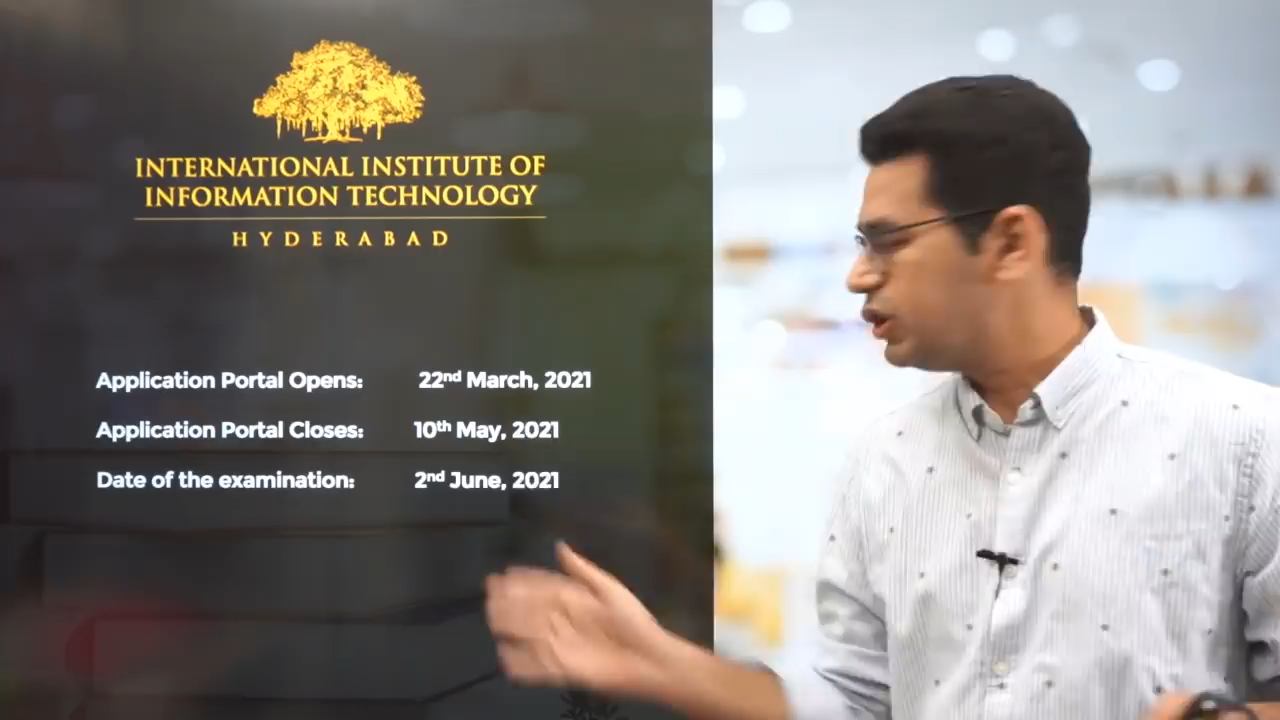 INTERNATIONAL INSTITUTE OF
INFORMATION TECHNOLOGY
HYDERABAD
Application Portal Opens: 22nd March, 2021
Application Portal Closes: 10th May, 2021
Date of the examination: 2nd June, 2021